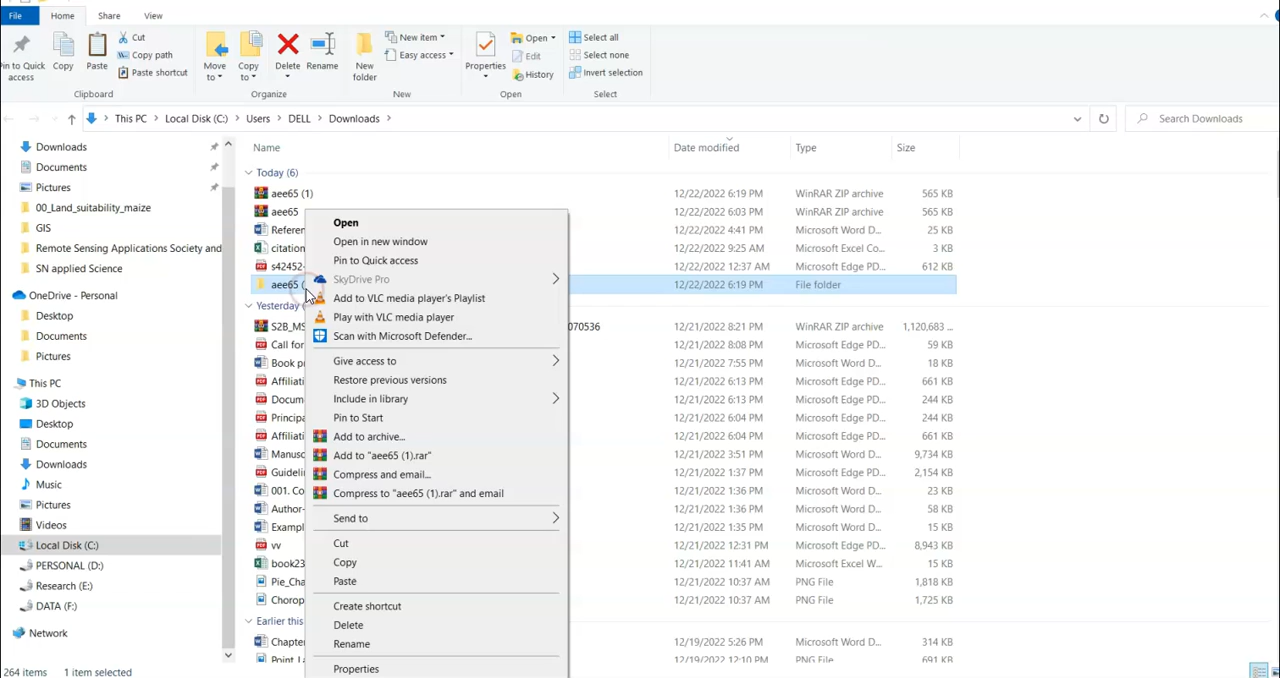 File Home Share View
Pin to Quick access
Copy
Paste
Cut
Copy path
Paste shortcut
Clipboard
Move to
Copy to
Delete
Rename
Organize
New folder
New item
Easy access
New
Properties
Open
Edit
History
Open
Select all
Select none
Invert selection
Select
This PC Local Disk (C:) Users DELL Downloads
Search Downloads
Downloads
Documents
Pictures
00_Land_suitability_maize
GIS
Remote Sensing Applications Society and
SN applied Science
OneDrive - Personal
Desktop
Documents
Pictures
This PC
3D Objects
Desktop
Documents
Downloads
Music
Pictures
Videos
Local Disk (C:)
PERSONAL (D:)
Research (E:)
DATA (F:)
Network
Name Date modified Type Size
Today (6)
aee65 (1) 12/22/2022 6:19 PM WinRAR ZIP archive 565 KB
aee65 12/22/2022 6:03 PM WinRAR ZIP archive 565 KB
Referen 12/22/2022 4:41 PM Microsoft Word D... 25 KB
citation 12/22/2022 9:25 AM Microsoft Excel Co... 3 KB
s42452- 12/22/2022 12:37 AM Microsoft Edge PD... 612 KB
aee65 ( 12/22/2022 6:19 PM File folder
Yesterday (
S2B_MS 070536 12/21/2022 8:21 PM WinRAR ZIP archive 1,120,683 ...
Call for 12/21/2022 8:08 PM Microsoft Edge PD... 59 KB
Book p 12/21/2022 7:55 PM Microsoft Word D... 18 KB
Affiliati 12/21/2022 6:13 PM Microsoft Edge PD... 661 KB
Docum 12/21/2022 6:13 PM Microsoft Edge PD... 244 KB
Principa 12/21/2022 6:04 PM Microsoft Edge PD... 244 KB
Affiliati 12/21/2022 6:04 PM Microsoft Edge PD... 661 KB
Manusc 12/21/2022 3:51 PM Microsoft Word D... 9,734 KB
Guideli 12/21/2022 1:37 PM Microsoft Edge PD... 2,154 KB
001. Co 12/21/2022 1:36 PM Microsoft Word D... 23 KB
Author- 12/21/2022 1:36 PM Microsoft Word D... 58 KB
Examp 12/21/2022 1:35 PM Microsoft Word D... 15 KB
vv 12/21/2022 12:31 PM Microsoft Edge PD... 8,943 KB
book23 12/21/2022 11:41 AM Microsoft Excel W... 15 KB
Pie_Cha 12/21/2022 10:37 AM PNG File 1,818 KB
Chorop 12/21/2022 10:37 AM PNG File 1,725 KB
Earlier this
Chapter 12/19/2022 5:26 PM Microsoft Word D... 314 KB
Point La 12/19/2022 12:10 PM Microsoft Word D... 691 KB
Open
Open in new window
Pin to Quick access
SkyDrive Pro
Add to VLC media player's Playlist
Play with VLC media player
Scan with Microsoft Defender...
Give access to
Restore previous versions
Include in library
Pin to Start
Add to archive...
Add to "aee65 (1).rar"
Compress and email...
Compress to "aee65 (1).rar" and email
Send to
Cut
Copy
Paste
Create shortcut
Delete
Rename
Properties
264 items 1 item selected